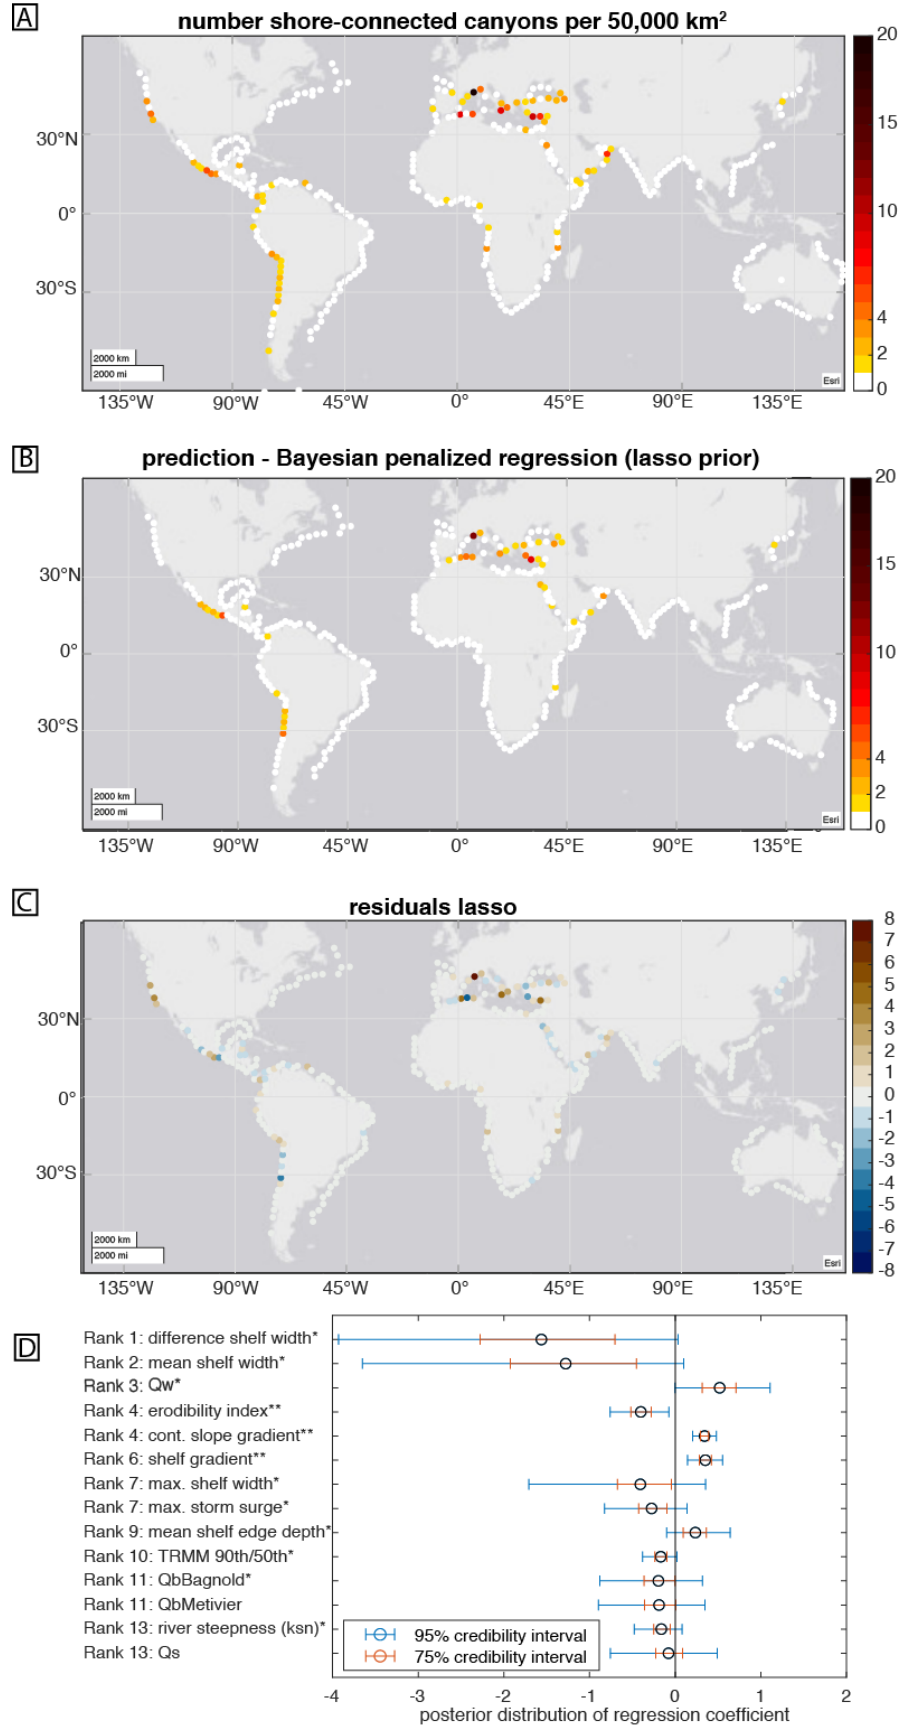 A
number shore-connected canyons per 50,000 km²
20
15
10
4
2
0
30°N
0°
30°S
2000 km
2000 mi
Esri
135°W 90°W 45°W 0° 45°E 90°E 135°E
B
prediction - Bayesian penalized regression (lasso prior)
20
15
10
4
2
0
30°N
0°
30°S
2000 km
2000 mi
Esri
135°W 90°W 45°W 0° 45°E 90°E 135°E
C
residuals lasso
8
7
6
5
4
3
2
1
0
-1
-2
-3
-4
-5
-6
-7
-8
30°N
0°
30°S
2000 km
2000 mi
Esri
135°W 90°W 45°W 0° 45°E 90°E 135°E
D
Rank 1: difference shelf width*
Rank 2: mean shelf width*
Rank 3: Qw*
Rank 4: erodibility index**
Rank 4: cont. slope gradient**
Rank 6: shelf gradient**
Rank 7: max. shelf width*
Rank 7: max. storm surge*
Rank 9: mean shelf edge depth*
Rank 10: TRMM 90th/50th*
Rank 11: QbBagnold*
Rank 11: QbMetivier
Rank 13: river steepness (ksn)*
Rank 13: Qs
95% credibility interval
75% credibility interval
-4 -3 -2 -1 0 1 2
posterior distribution of regression coefficient